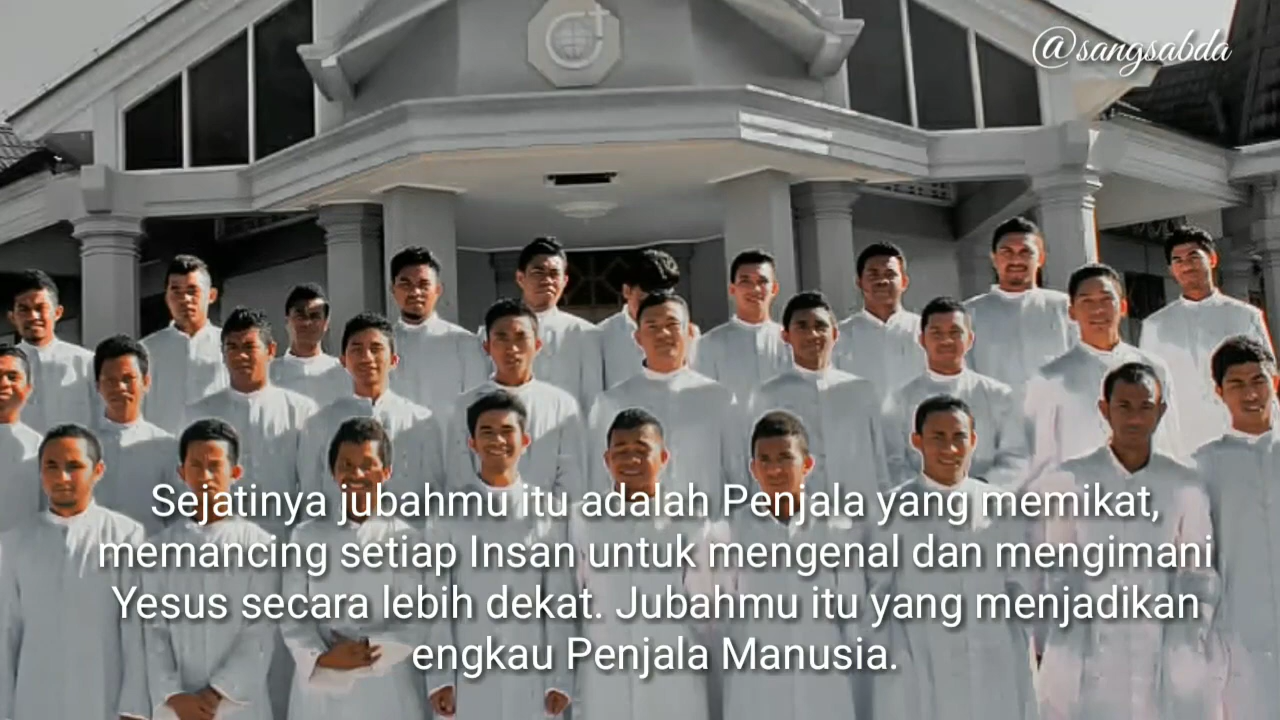 @sangsabda
Sejatinya jubahmu itu adalah Penjala yang memikat,
memancing setiap Insan untuk mengenal dan mengimani
Yesus secara lebih dekat. Jubahmu itu yang menjadikan
engkau Penjala Manusia.